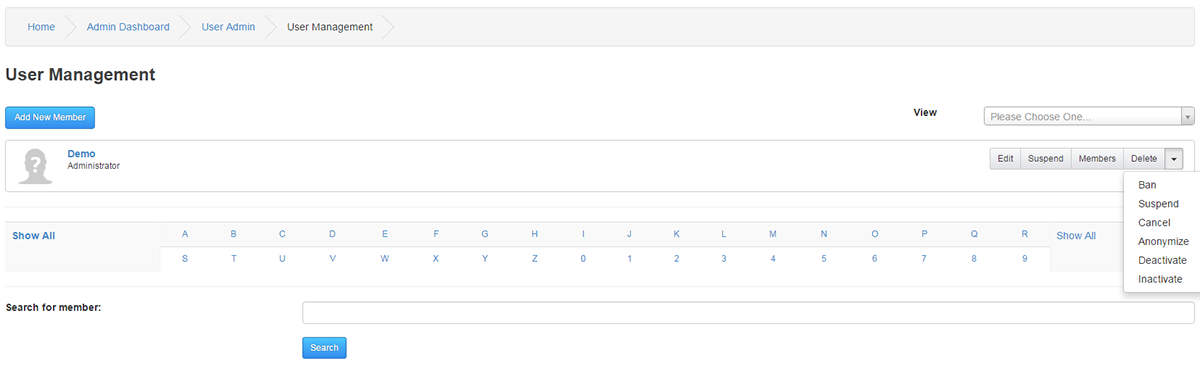 Home Admin Dashboard User Admin User Management
User Management
Add New Member View Please Choose One...
Demo
Administrator
Edit Suspend Members Delete
Ban
Suspend
Cancel
Anonymize
Deactivate
Inactivate
Show All A B C D E F G H I J K L M N O P Q R Show All
S T U V W X Y Z 0 1 2 3 4 5 6 7 8 9
Search for member:
Search